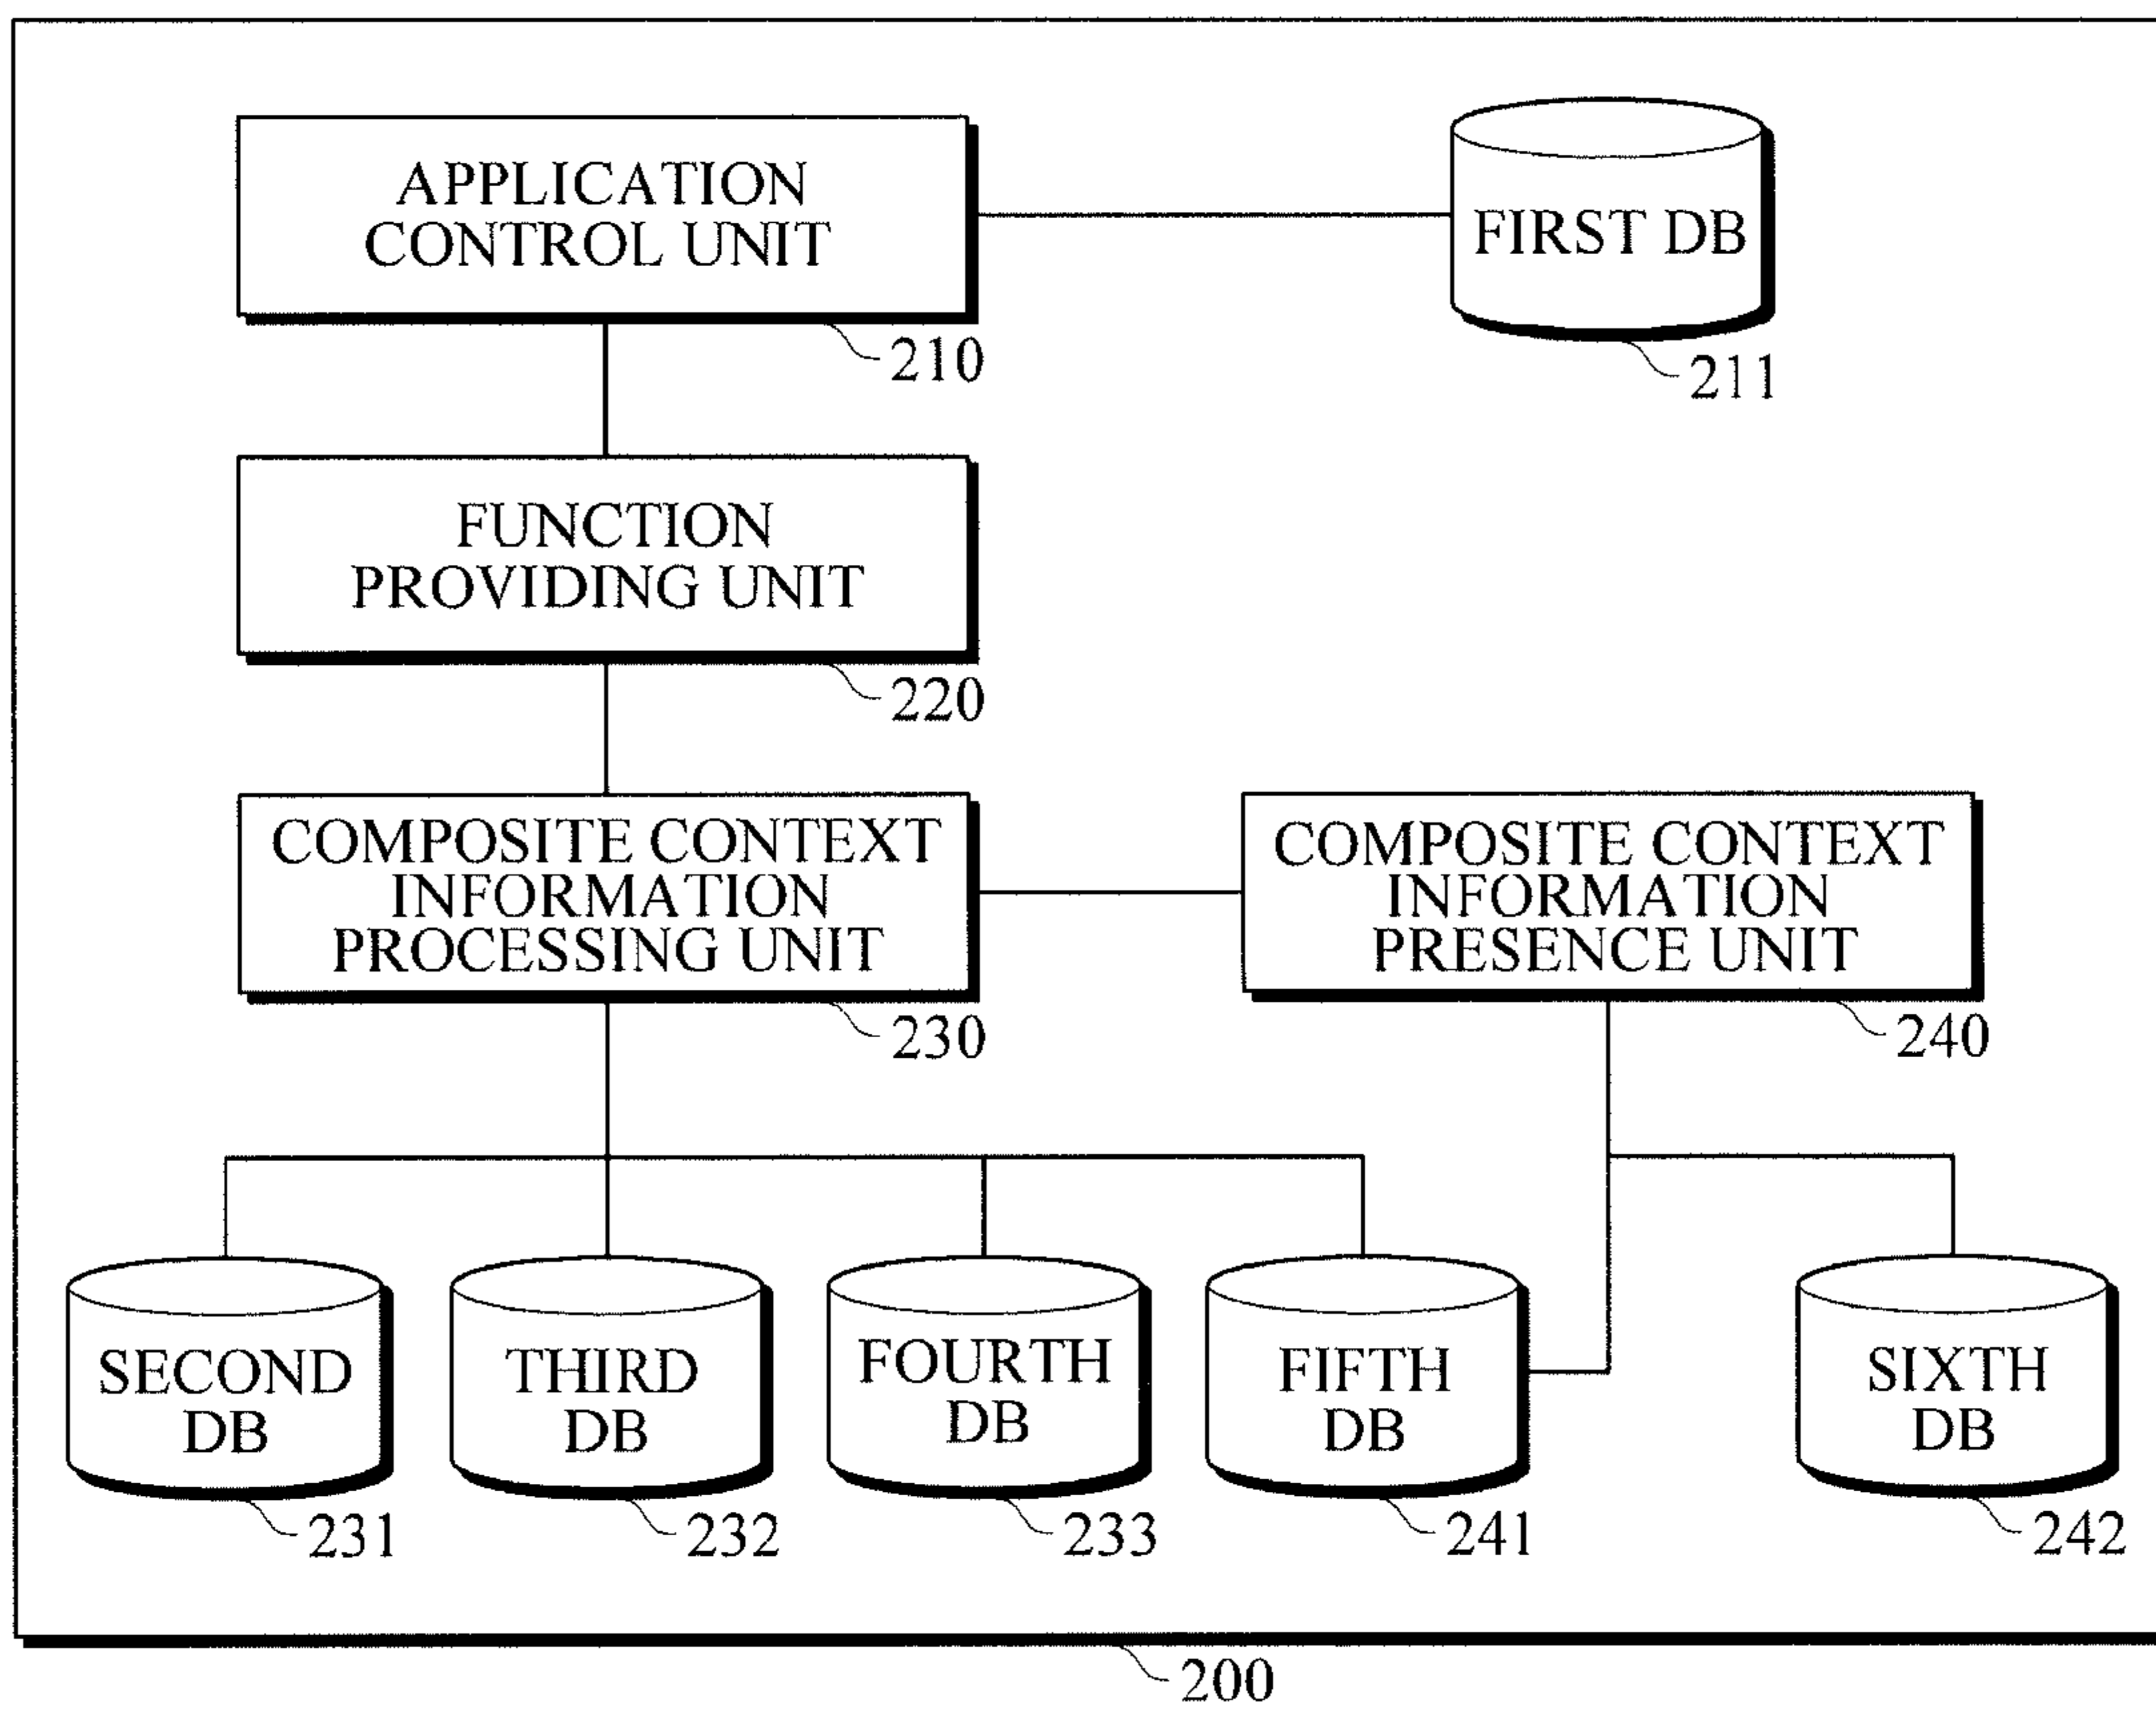 APPLICATION
CONTROL UNIT
210
FIRST DB
211
FUNCTION
PROVIDING UNIT
220
COMPOSITE CONTEXT
INFORMATION
PROCESSING UNIT
230
COMPOSITE CONTEXT
INFORMATION
PRESENCE UNIT
240
SECOND
DB
231
THIRD
DB
232
FOURTH
DB
233
FIFTH
DB
241
SIXTH
DB
242
200